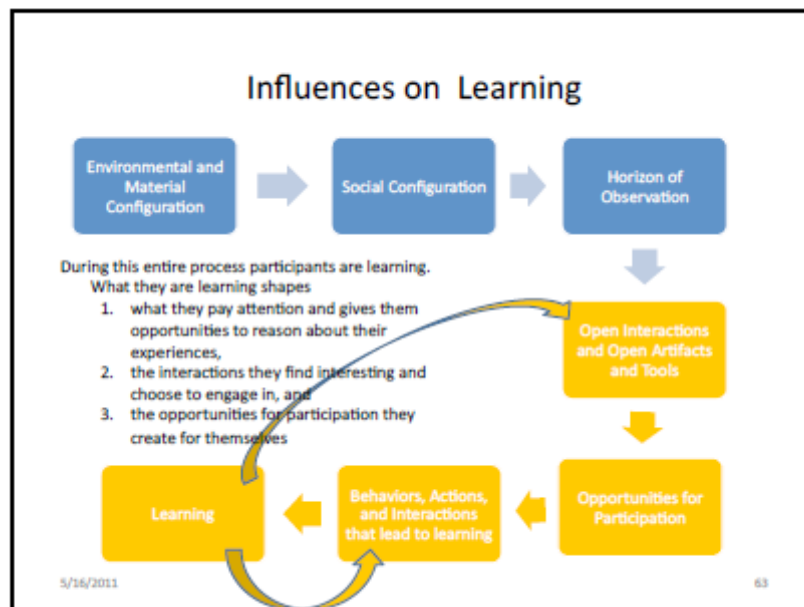 Influences on Learning
Environmental and
Material
Configuration
Social Configuration
Horizon of
Observation
During this entire process participants are learning.
What they are learning shapes
1. what they pay attention and gives them
opportunities to reason about their
experiences,
2. the interactions they find interesting and
choose to engage in, and
3. the opportunities for participation they
create for themselves
Open Interactions
and Open Artifacts
and Tools
Learning
Behaviors, Actions,
and Interactions
that lead to learning
Opportunities for
Participation
5/16/2011
63